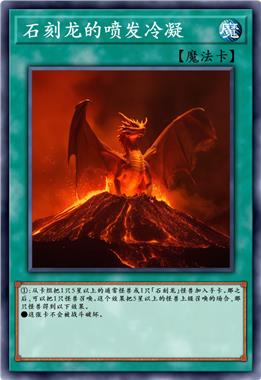 石刻龙的喷发冷凝
魔
【魔法卡】
①:从卡组把1只5星以上的通常怪兽或1只「石刻龙」怪兽加入手卡。那之
后，可以把1只怪兽召唤。这个效果把5星以上的怪兽上级召唤的场合，那
只怪兽得到以下效果。
●这张卡不会被战斗破坏。